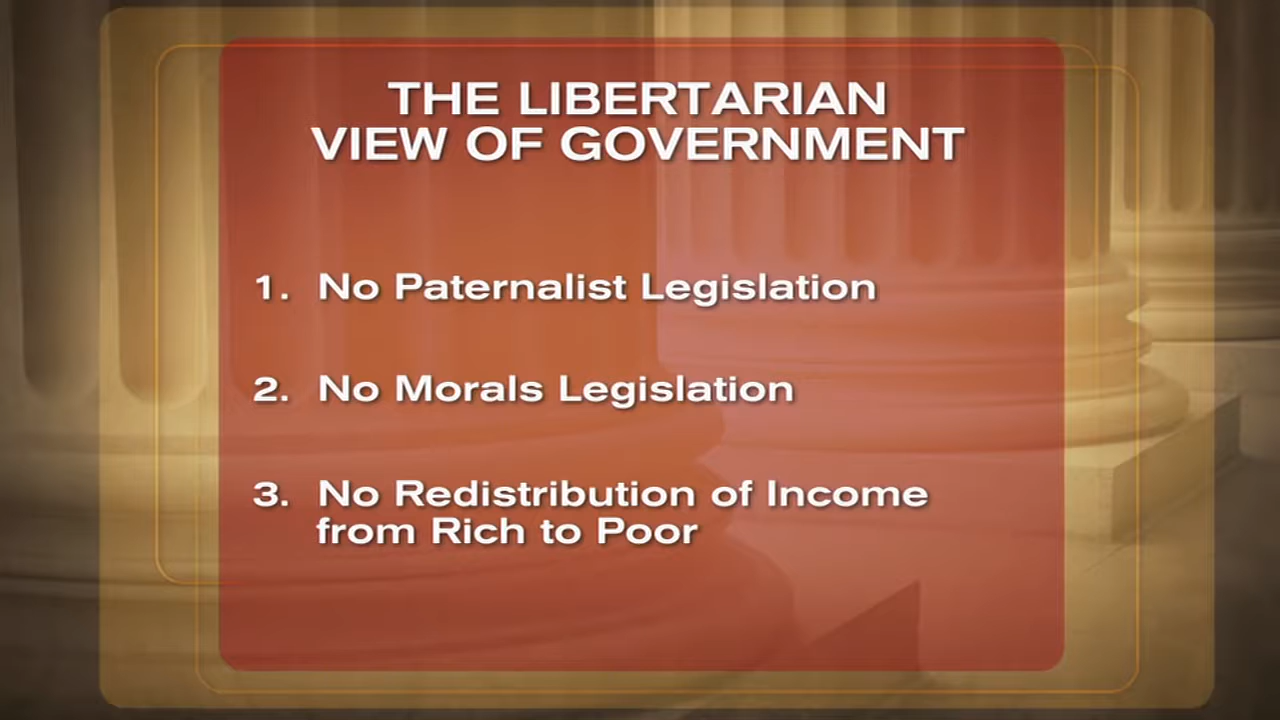 THE LIBERTARIAN
VIEW OF GOVERNMENT
1. No Paternalist Legislation
2. No Morals Legislation
3. No Redistribution of Income
from Rich to Poor